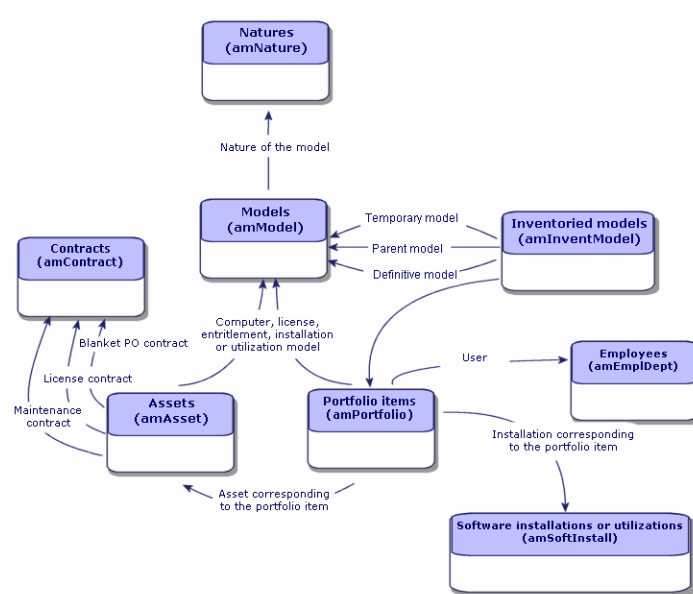 Natures
(amNature)
Nature of the model
Models
(amModel)
Temporary model
Parent model
Definitive model
Inventoried models
(amInventModel)
Contracts
(amContract)
Computer, license,
entritlement, installation
or utilization model
Blanket PO contract
License contract
Maintenance
contract
User
Employees
(amEmplDept)
Assets
(amAsset)
Portfolio items
(amPortfolio)
Installation corresponding
to the portfolio item
Asset corresponding
to the portfolio item
Software installations or utilizations
(amSoftInstall)